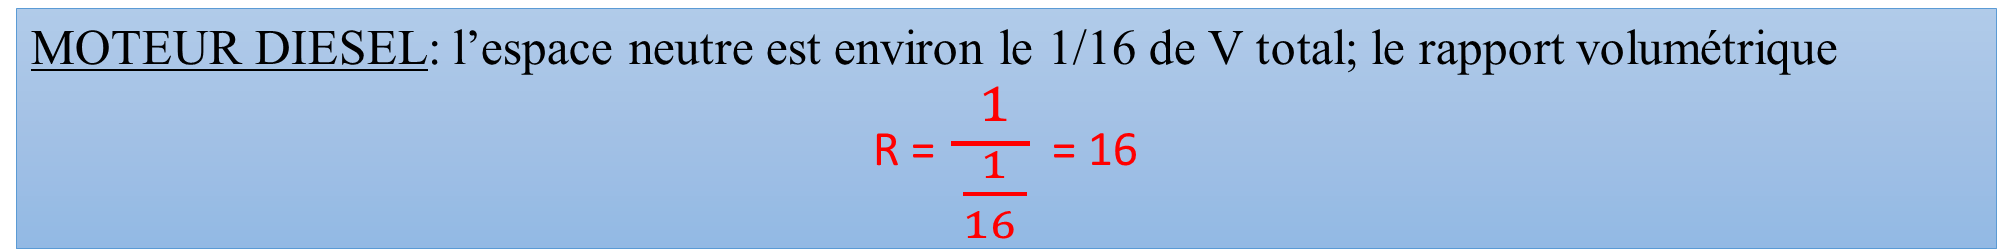 MOTEUR DIESEL: l’espace neutre est environ le 1/16 de V total; le rapport volumétrique
1
R = = 16
1
16